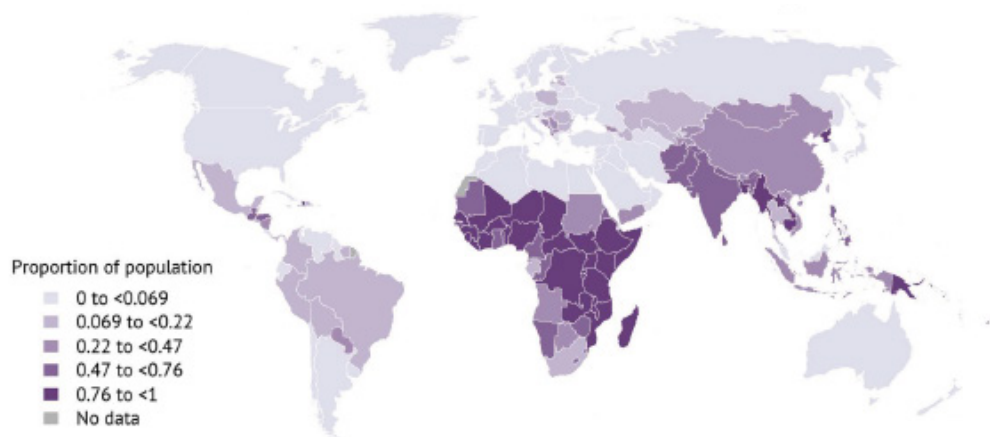 Proportion of population
0 to <0.069
0.069 to <0.22
0.22 to <0.47
0.47 to <0.76
0.76 to <1
No data